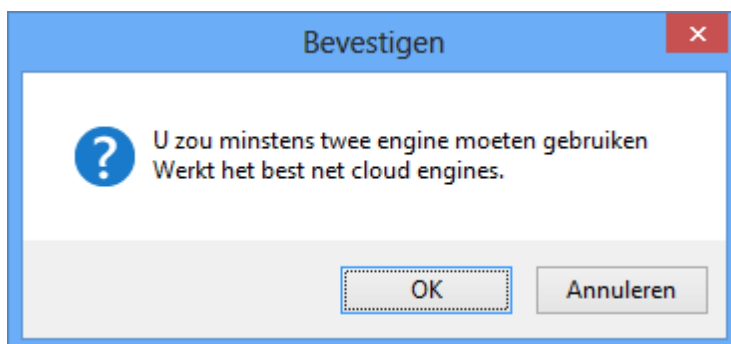 Bevestigen
U zou minstens twee engine moeten gebruiken
Werkt het best net cloud engines.
OK
Annuleren